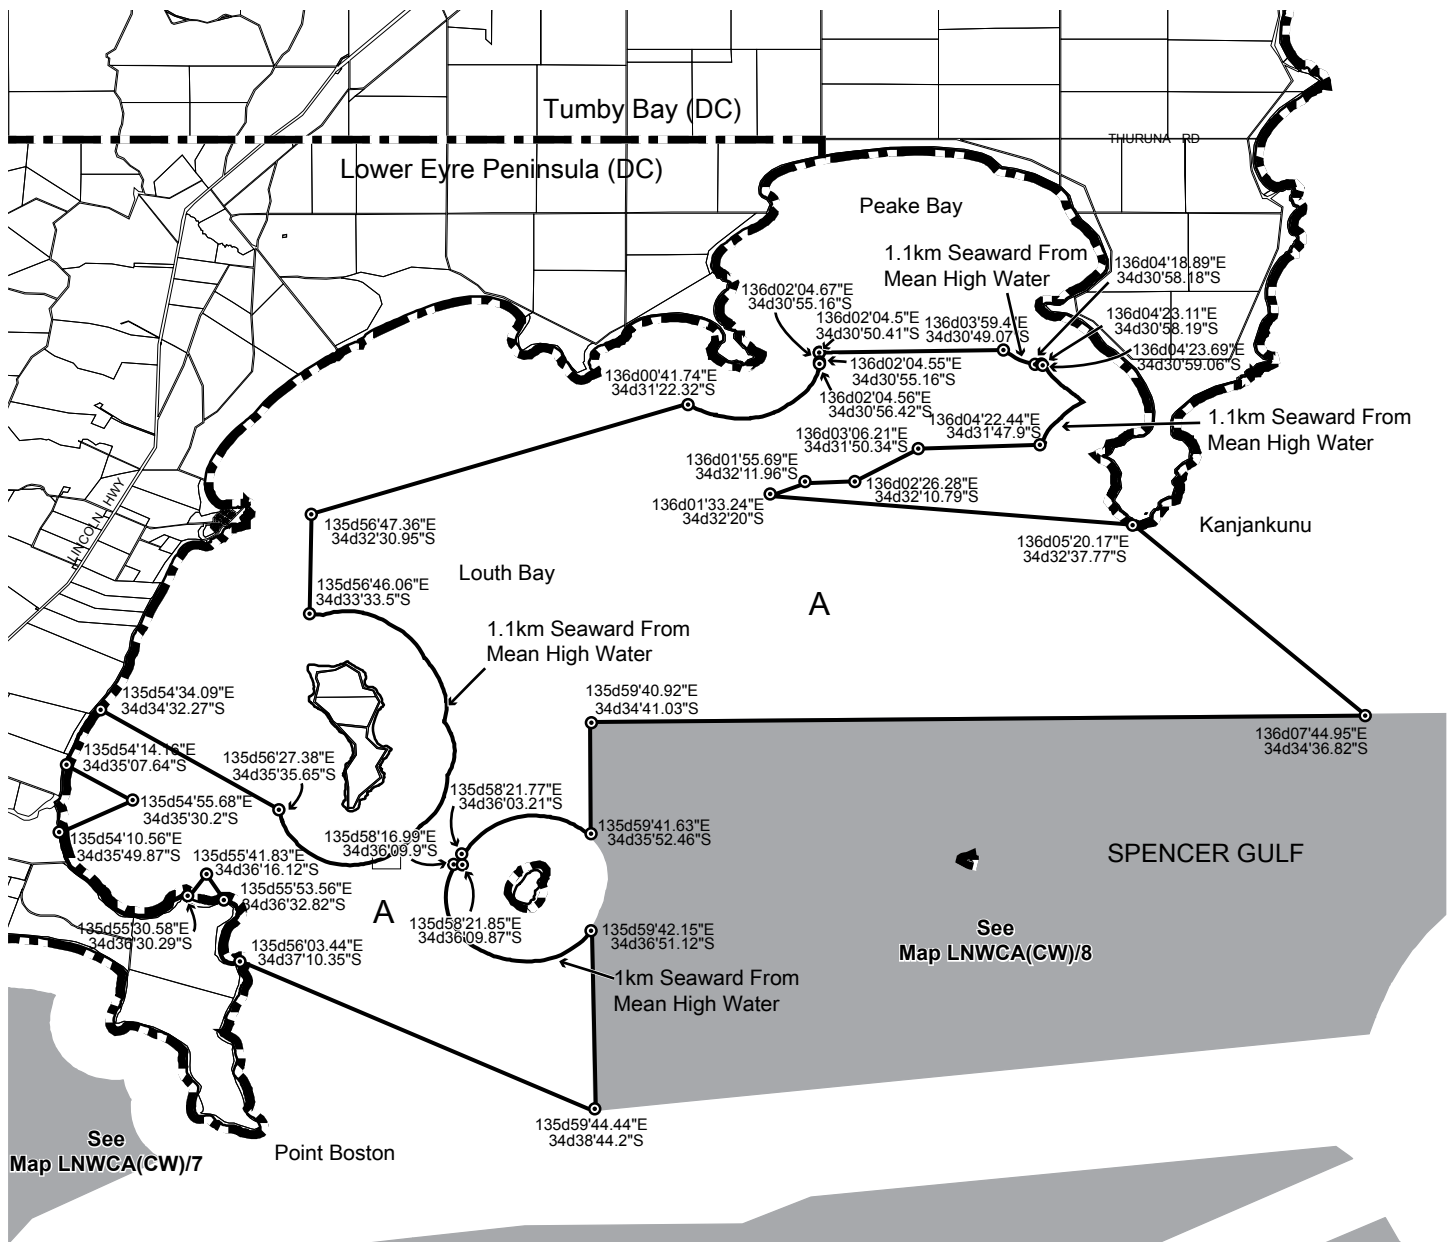 Tumby Bay (DC)
THURUNA RD
Lower Eyre Peninsula (DC)
Peake Bay
1.1km Seaward From
Mean High Water
136d04'18.89"E
34d30'58.18"S
136d02'04.67"E
34d30'55.16"S
136d02'04.5"E
34d30'50.41"S
136d03'59.4"E
34d30'49.07"S
136d04'23.11"E
34d30'58.19"S
136d04'23.69"E
34d30'59.06"S
136d02'04.55"E
34d30'55.16"S
136d00'41.74"E
34d31'22.32"S
136d02'04.56"E
34d30'56.42"S
136d04'22.44"E
34d31'47.9"S
1.1km Seaward From
Mean High Water
136d03'06.21"E
34d31'50.34"S
136d01'55.69"E
34d32'11.96"S
136d02'26.28"E
34d32'10.79"S
136d01'33.24"E
34d32'20"S
LINCOLN HWY
135d56'47.36"E
34d32'30.95"S
Kanjankunu
136d05'20.17"E
34d32'37.77"S
Louth Bay
135d56'46.06"E
34d33'33.5"S
A
1.1km Seaward From
Mean High Water
135d54'34.09"E
34d34'32.27"S
135d59'40.92"E
34d34'41.03"S
136d07'44.95"E
34d34'36.82"S
135d54'14.16"E
34d35'07.64"S
135d56'27.38"E
34d35'35.65"S
135d58'21.77"E
34d36'03.21"S
135d54'55.68"E
34d35'30.2"S
135d59'41.63"E
34d35'52.46"S
135d54'10.56"E
34d35'49.87"S
135d58'16.99"E
34d36'09.9"S
SPENCER GULF
135d55'41.83"E
34d36'16.12"S
135d55'53.56"E
34d36'32.82"S
A
135d55'30.58"E
34d36'30.29"S
135d58'21.85"E
34d36'09.87"S
135d59'42.15"E
34d36'51.12"S
See
Map LNWCA(CW)/8
135d56'03.44"E
34d37'10.35"S
1km Seaward From
Mean High Water
135d59'44.44"E
34d38'44.2"S
See
Map LNWCA(CW)/7
Point Boston